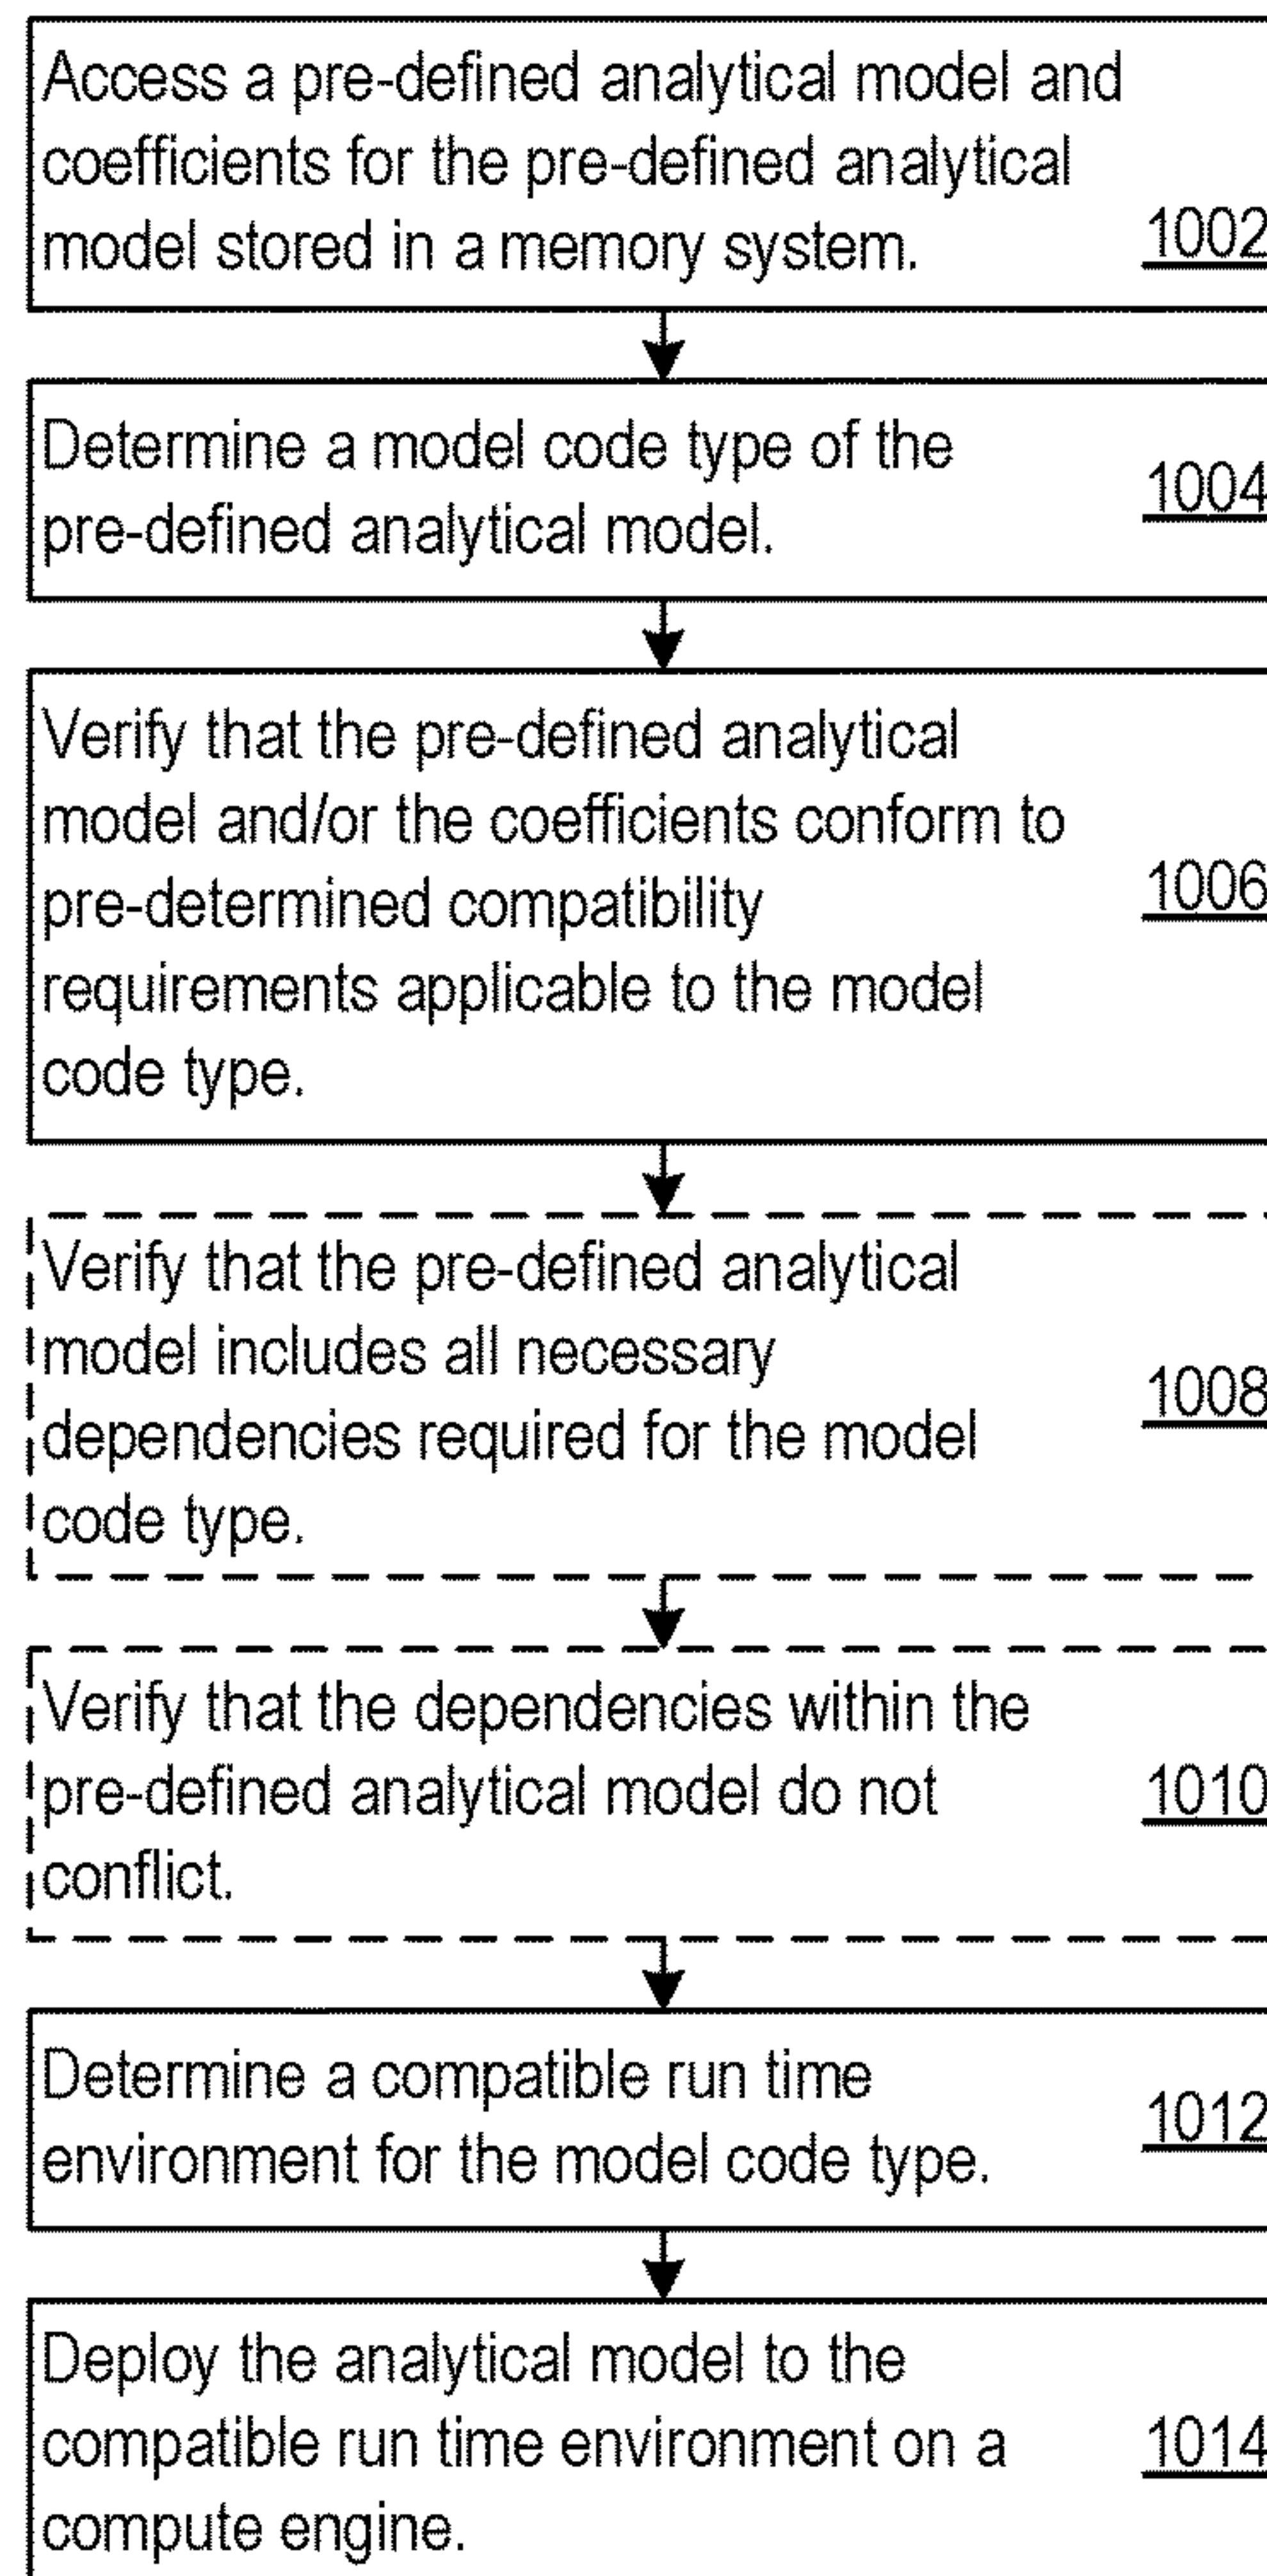 Access a pre-defined analytical model and
coefficients for the pre-defined analytical
model stored in a memory system. 1002
Determine a model code type of the
pre-defined analytical model. 1004
Verify that the pre-defined analytical
model and/or the coefficients conform to
pre-determined compatibility 1006
requirements applicable to the model
code type.
Verify that the pre-defined analytical
model includes all necessary
dependencies required for the model 1008
code type.
Verify that the dependencies within the
pre-defined analytical model do not 1010
conflict.
Determine a compatible run time
environment for the model code type. 1012
Deploy the analytical model to the
compatible run time environment on a 1014
compute engine.